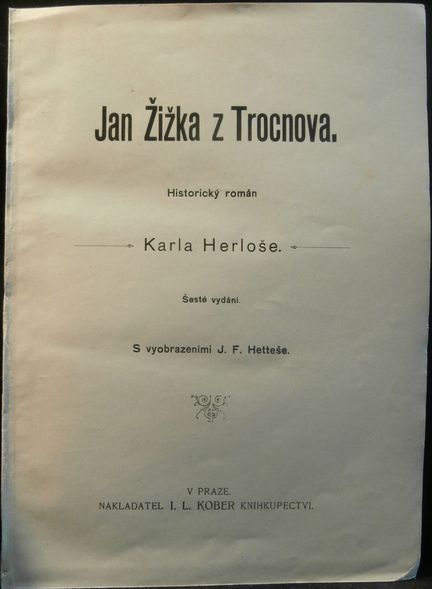 Jan Žižka z Trocnova.
Historický román
Karla Herloše.
Šesté vydání.
S vyobrazeními J. F. Hetteše.
V PRAZE.
NAKLADATEL I. L. KOBER KNIHKUPECTVÍ.